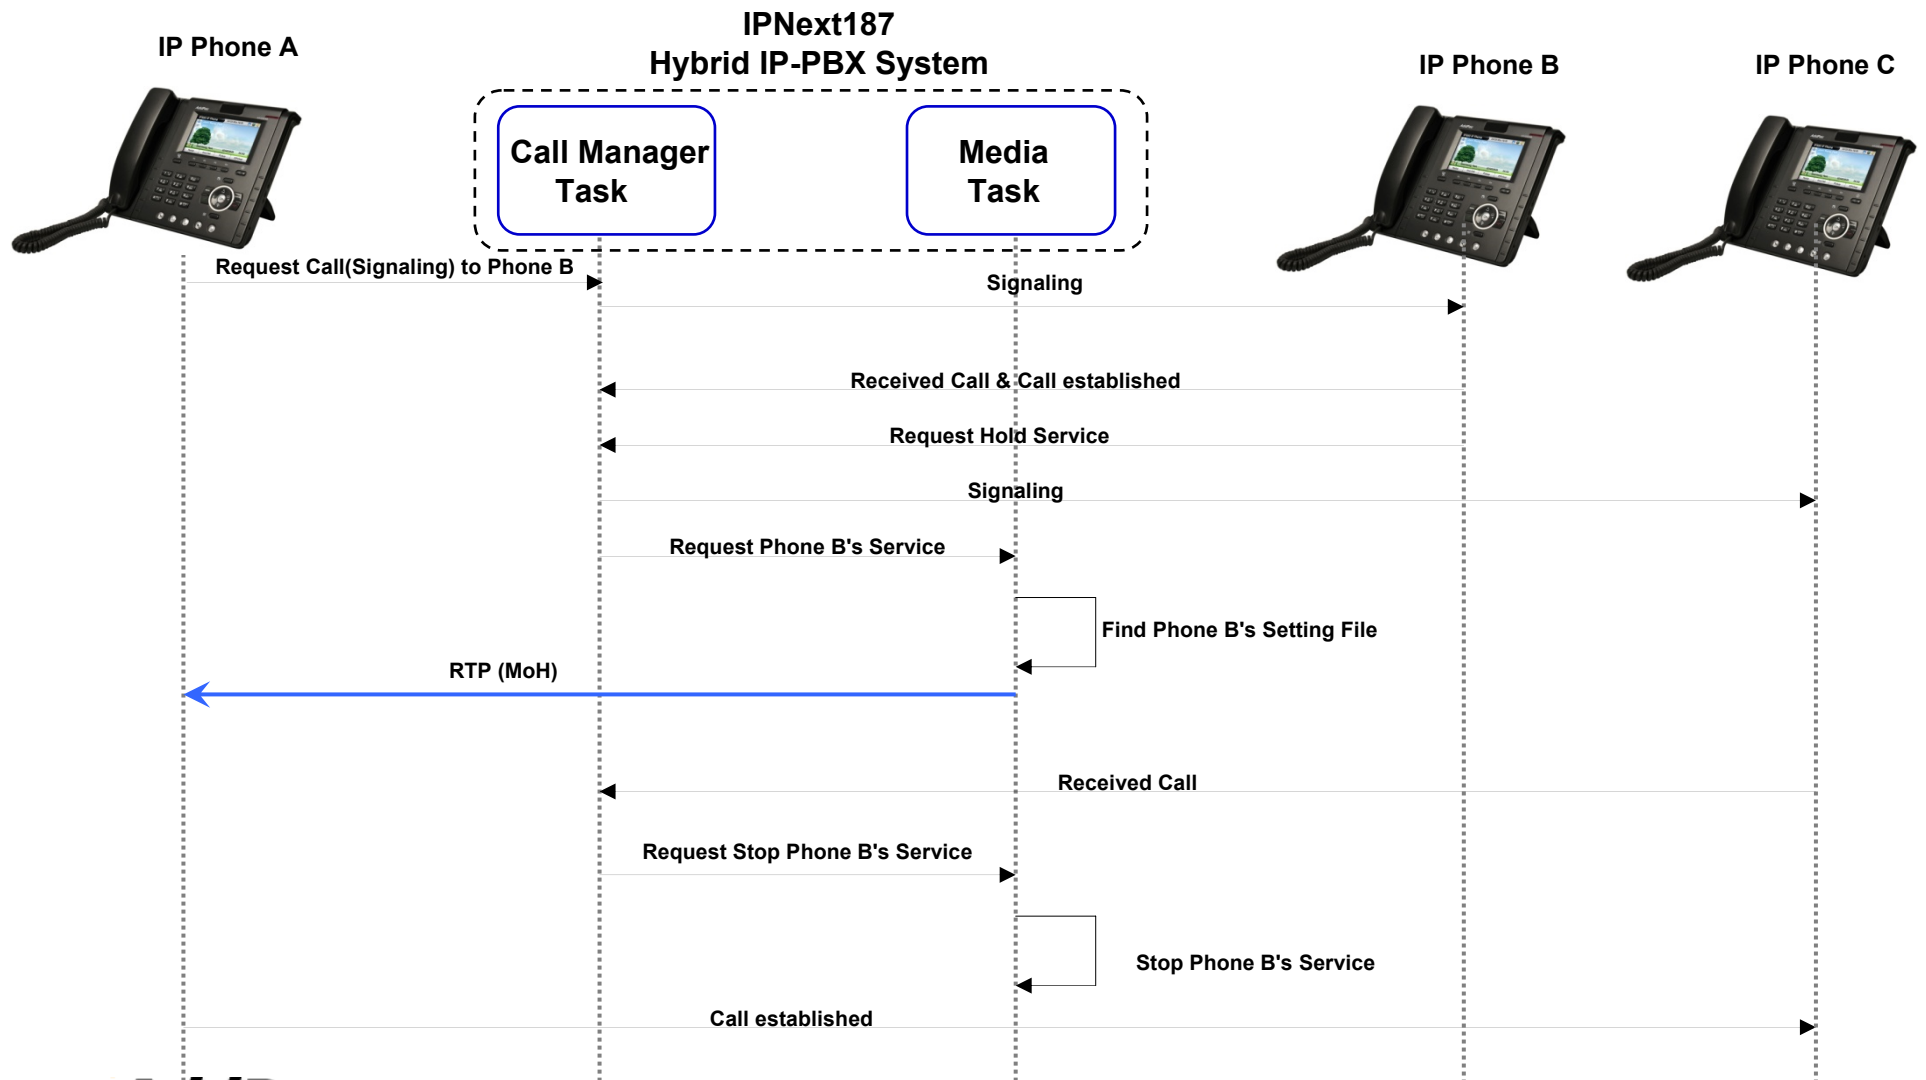 IPNext187
Hybrid IP-PBX System
IP Phone A
IP Phone B
IP Phone C
Call Manager
Task
Media
Task
Request Call(Signaling) to Phone B
Signaling
Received Call & Call established
Request Hold Service
Signaling
Request Phone B's Service
Find Phone B's Setting File
RTP (MoH)
Received Call
Request Stop Phone B's Service
Stop Phone B's Service
Call established